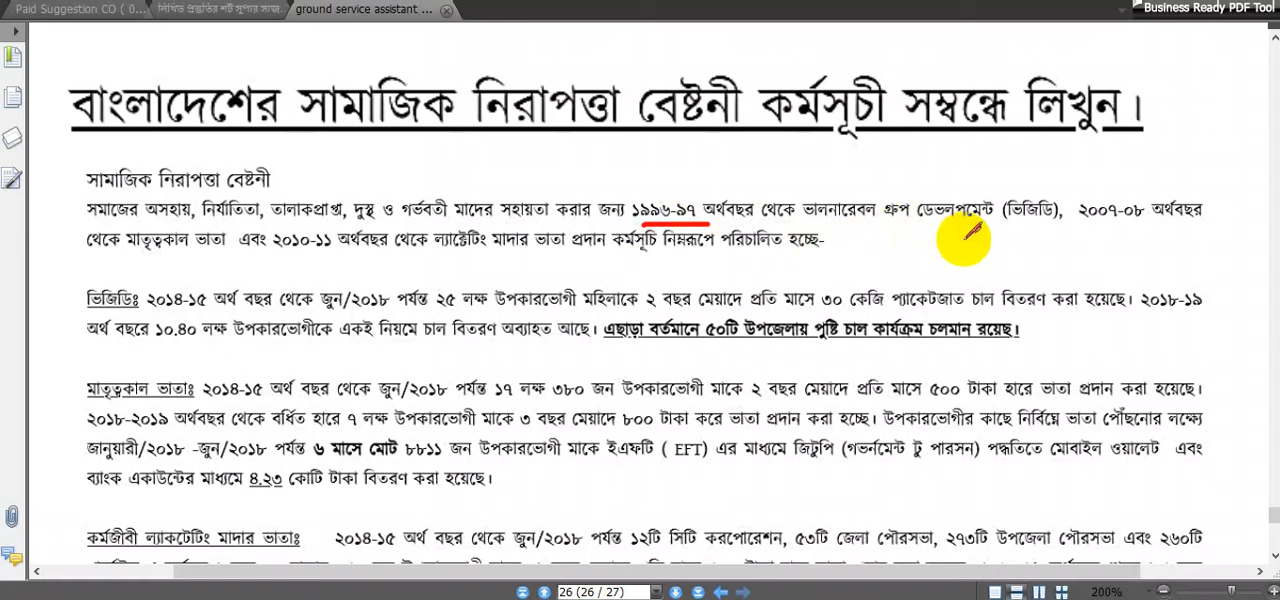 Paid Suggestion CO ( 0... লিখিত প্রস্তুতির শর্ট সুপার সাজে... ground service assistant ... Business Ready PDF Tool
বাংলাদেশের সামাজিক নিরাপত্তা বেষ্টনী কর্মসূচী সম্বন্ধে লিখুন।
সামাজিক নিরাপত্তা বেষ্টনী
সমাজের অসহায়, নির্যাতিতা, তালাকপ্রাপ্তা, দুস্থ ও গর্ভবতী মাদের সহায়তা করার জন্য ১৯৯৬-৯৭ অর্থবছর থেকে ভালনারেবল গ্রুপ ডেভলপমেন্ট (ভিজিডি), ২০০৭-০৮ অর্থবছর
থেকে মাতৃত্বকাল ভাতা এবং ২০১০-১১ অর্থবছর থেকে ল্যাক্টেটিং মাদার ভাতা প্রদান কর্মসূচি নিম্নরূপে পরিচালিত হচ্ছে-
ভিজিডিঃ ২০১৪-১৫ অর্থ বছর থেকে জুন/২০১৮ পর্যন্ত ২৫ লক্ষ উপকারভোগী মহিলাকে ২ বছর মেয়াদে প্রতি মাসে ৩০ কেজি প্যাকেটজাত চাল বিতরণ করা হয়েছে। ২০১৮-১৯
অর্থ বছরে ১০.৪০ লক্ষ উপকারভোগীকে একই নিয়মে চাল বিতরণ অব্যাহত আছে। এছাড়া বর্তমানে ৫০টি উপজেলায় পুষ্টি চাল কার্যক্রম চলমান রয়েছ।
মাতৃত্বকাল ভাতাঃ ২০১৪-১৫ অর্থ বছর থেকে জুন/২০১৮ পর্যন্ত ১৭ লক্ষ ৩৮০ জন উপকারভোগী মাকে ২ বছর মেয়াদে প্রতি মাসে ৫০০ টাকা হারে ভাতা প্রদান করা হয়েছে।
২০১৮-২০১৯ অর্থবছর থেকে বর্ধিত হারে ৭ লক্ষ উপকারভোগী মাকে ৩ বছর মেয়াদে ৮০০ টাকা করে ভাতা প্রদান করা হচ্ছে। উপকারভোগীর কাছে নির্বিঘ্নে ভাতা পৌঁছনোর লক্ষ্যে
জানুয়ারী/২০১৮ -জুন/২০১৮ পর্যন্ত ৬ মাসে মোট ৮৮১১ জন উপকারভোগী মাকে ইএফটি ( EFT) এর মাধ্যমে জিটুপি (গভর্নমেন্ট টু পারসন) পদ্ধতিতে মোবাইল ওয়ালেট এবং
ব্যাংক একাউন্টের মাধ্যমে ৪.২৩ কোটি টাকা বিতরণ করা হয়েছে।
কর্মজীবী ল্যাকটেটিং মাদার ভাতাঃ ২০১৪-১৫ অর্থ বছর থেকে জুন/২০১৮ পর্যন্ত ১২টি সিটি করপোরেশন, ৫৩টি জেলা পৌরসভা, ২৭৩টি উপজেলা পৌরসভা এবং ২৬০টি
26 (26 / 27) 200%